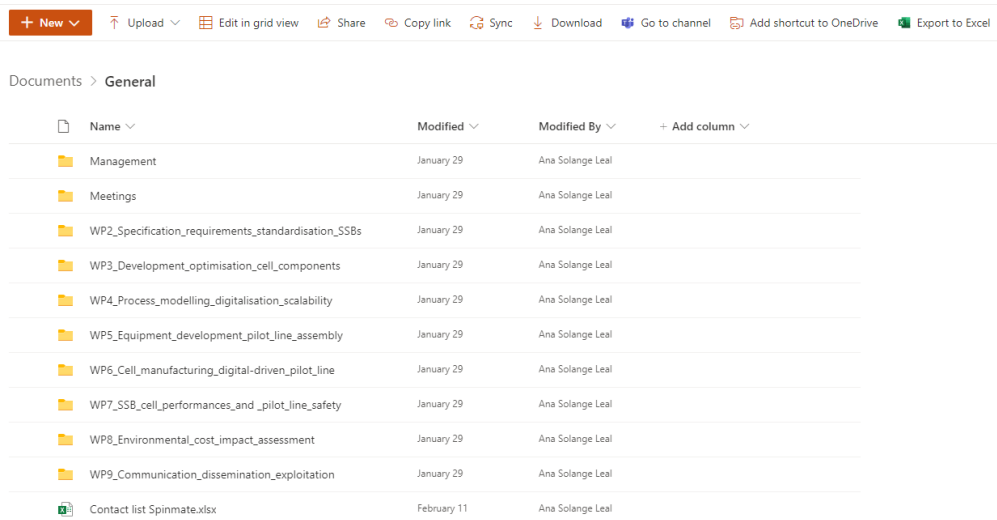 New Upload Edit in grid view Share Copy link Sync Download Go to channel Add shortcut to OneDrive Export to Excel
Documents > General
Name Modified Modified By + Add column
Management January 29 Ana Solange Leal
Meetings January 29 Ana Solange Leal
WP2_Specification_requirements_standardisation_SSBs January 29 Ana Solange Leal
WP3_Development_optimisation_cell_components January 29 Ana Solange Leal
WP4_Process_modelling_digitalisation_scalability January 29 Ana Solange Leal
WP5_Equipment_development_pilot_line_assembly January 29 Ana Solange Leal
WP6_Cell_manufacturing_digital-driven_pilot_line January 29 Ana Solange Leal
WP7_SSB_cell_performances_and _pilot_line_safety January 29 Ana Solange Leal
WP8_Environmental_cost_impact_assessment January 29 Ana Solange Leal
WP9_Communication_dissemination_exploitation January 29 Ana Solange Leal
Contact list Spinmate.xlsx February 11 Ana Solange Leal